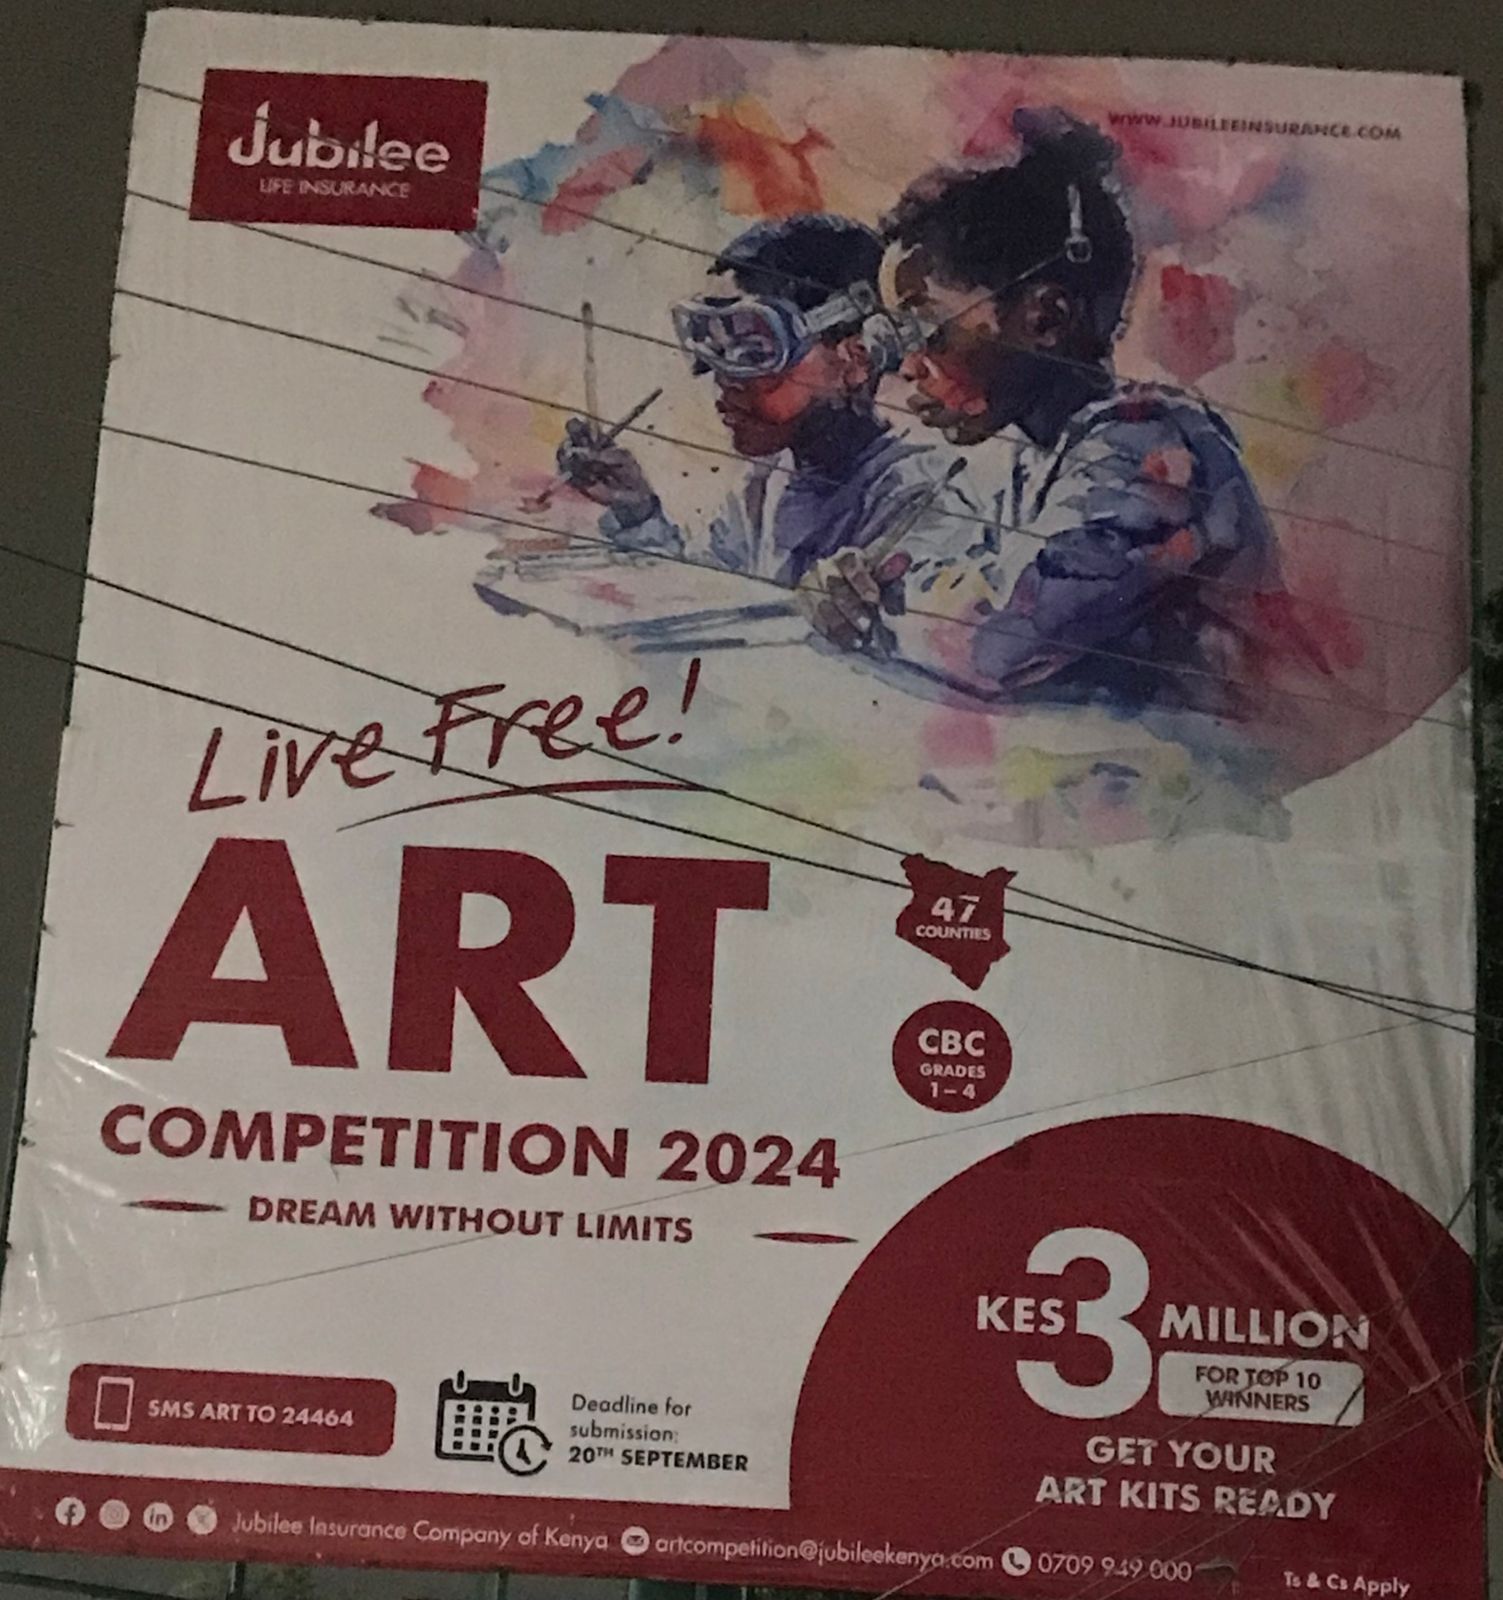 Jubilee
LIFE INSURANCE
WWW.JUBILEEINSURANCE.COM
Live Free!
ART
COMPETITION 2024
DREAM WITHOUT LIMITS
47
COUNTIES
CBC
GRADES
1 – 4
KES 3 MILLION
FOR TOP 10
WINNERS
GET YOUR
ART KITS READY
SMS ART TO 24464
Deadline for
submission:
20TH SEPTEMBER
Jubilee Insurance Company of Kenya artcompetition@jubileekenya.com 0709 949 000
Ts & Cs Apply